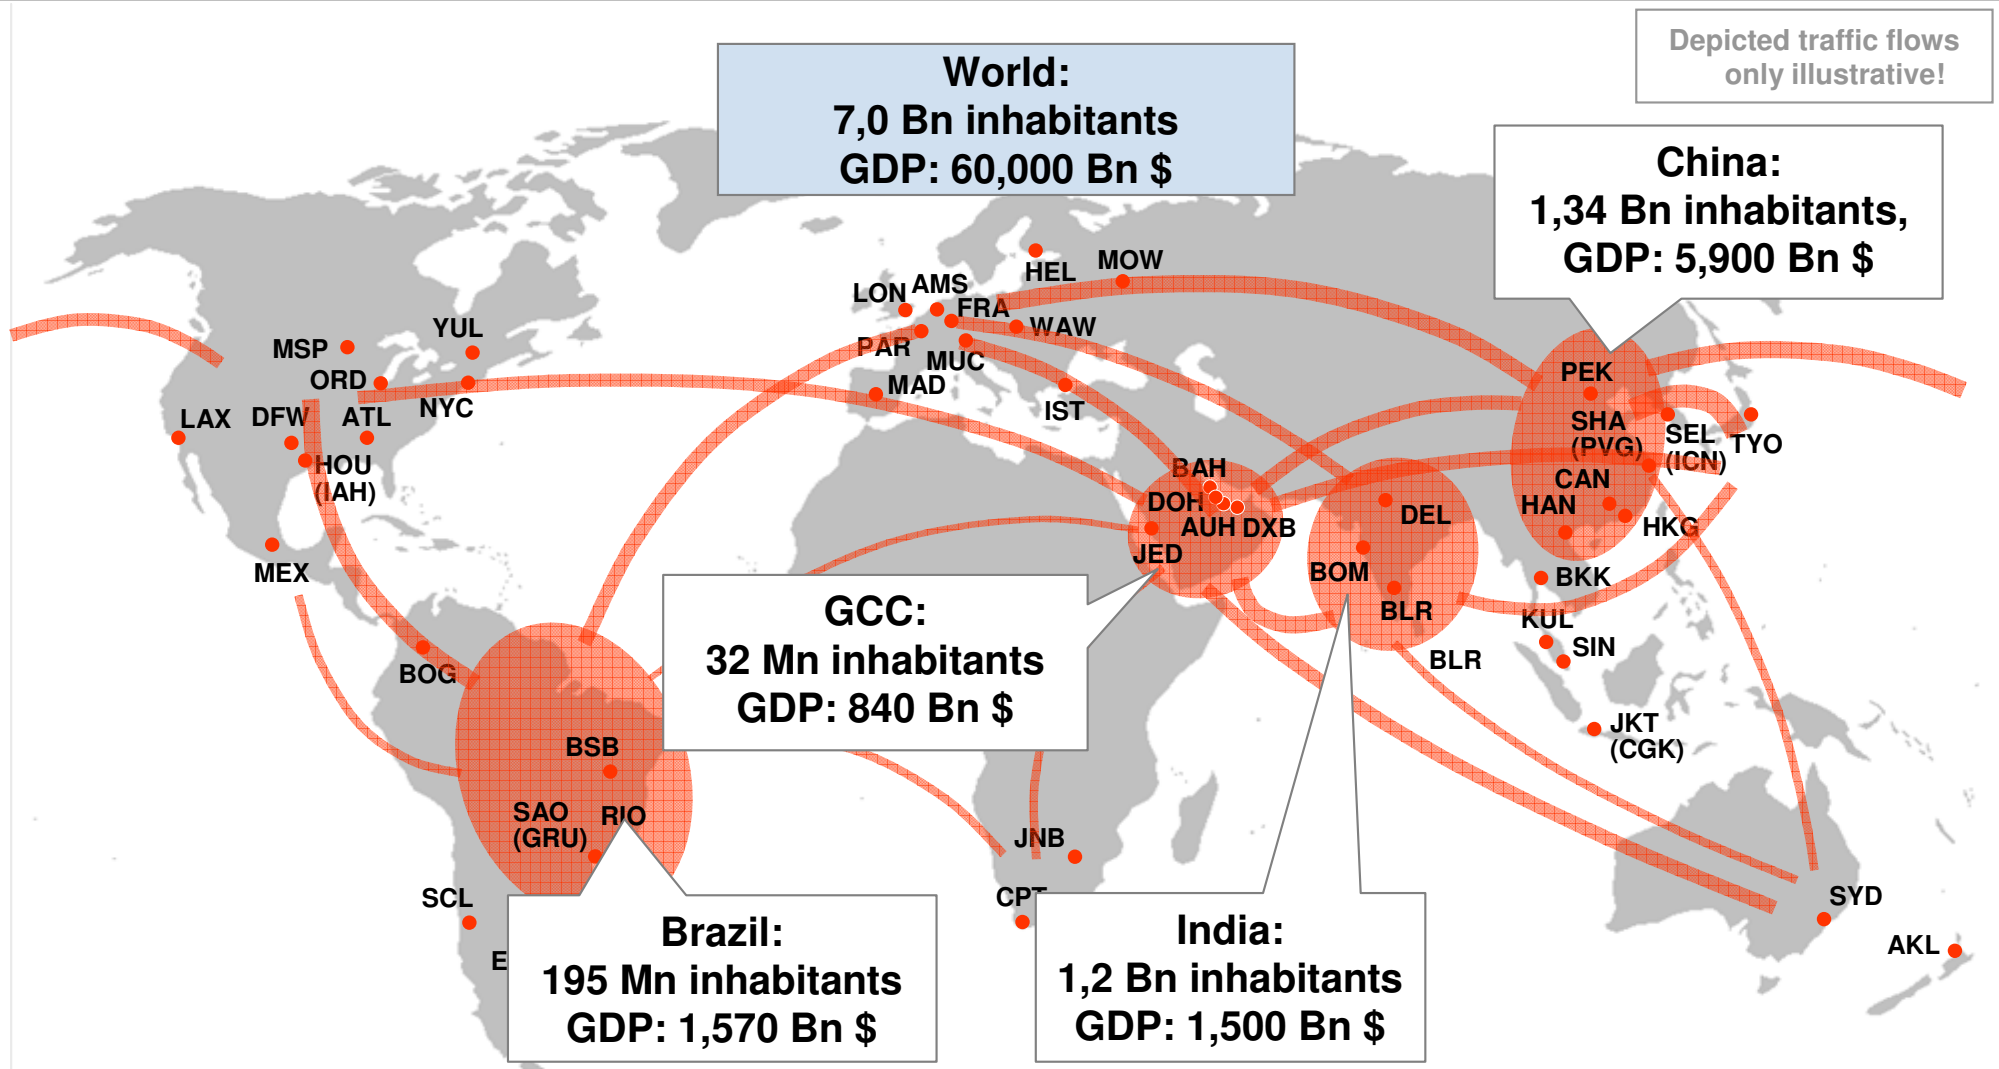 Depicted traffic flows
only illustrative!
World:
7,0 Bn inhabitants
GDP: 60,000 Bn $
China:
1,34 Bn inhabitants,
GDP: 5,900 Bn $
HEL
MOW
LON
AMS
FRA
WAW
PAR
MUC
MAD
IST
YUL
MSP
ORD
NYC
LAX
DFW
ATL
HOU
(IAH)
MEX
PEK
SHA
(PVG)
SEL
(ICN)
TYO
CAN
HAN
HKG
BAH
DOH
AUH
DXB
JED
DEL
BOM
BLR
BLR
BKK
KUL
SIN
JKT
(CGK)
GCC:
32 Mn inhabitants
GDP: 840 Bn $
BOG
BSB
SAO
(GRU)
RIO
SCL
E
JNB
CPT
SYD
AKL
Brazil:
195 Mn inhabitants
GDP: 1,570 Bn $
India:
1,2 Bn inhabitants
GDP: 1,500 Bn $